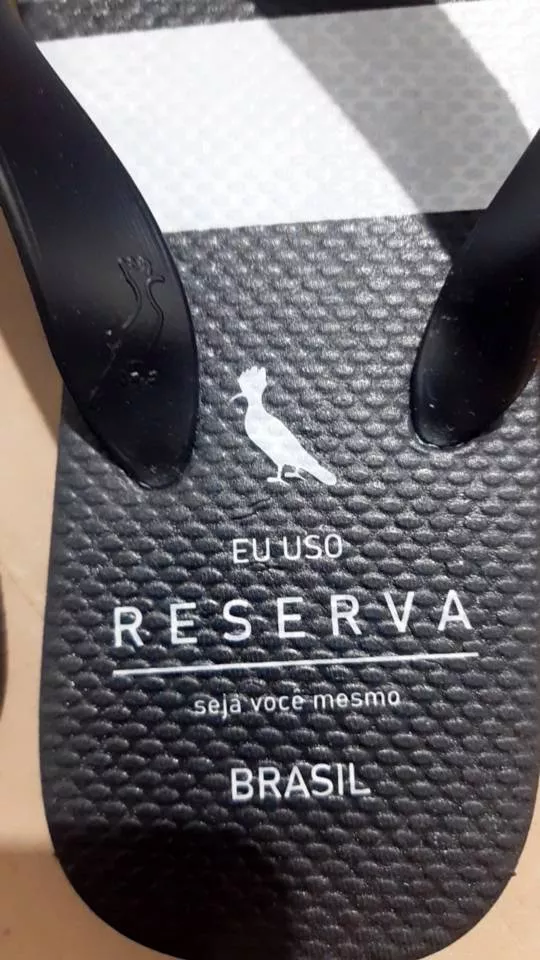 EU USO
RESERVA
seja você mesmo
BRASIL